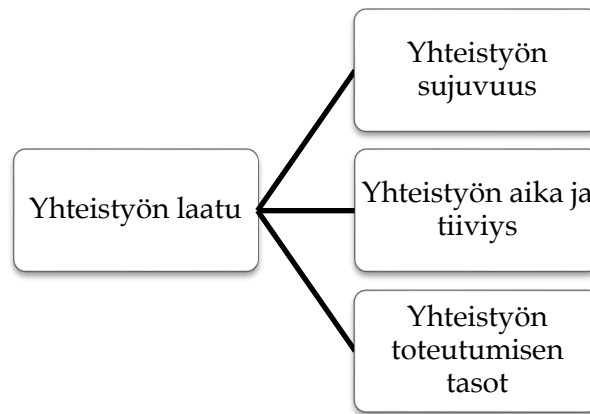 Yhteistyön laatu
Yhteistyön
sujuvuus
Yhteistyön aika ja
tiiviys
Yhteistyön
toteutumisen
tasot